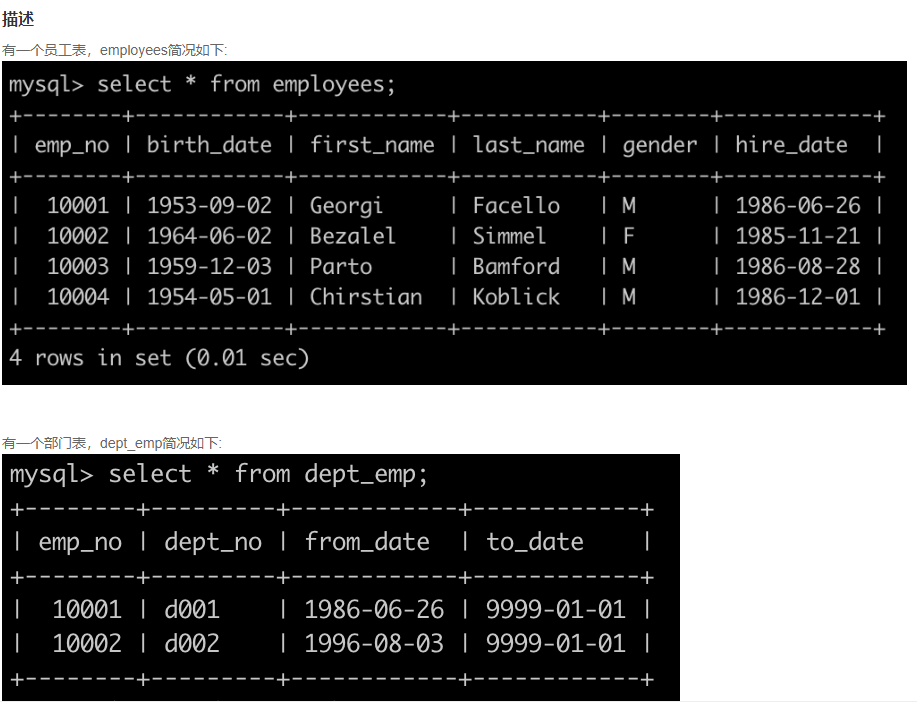 描述
有一个员工表，employees简况如下:
mysql> select * from employees;
+--------+------------+------------+-----------+--------+------------+
| emp_no | birth_date | first_name | last_name | gender | hire_date  |
+--------+------------+------------+-----------+--------+------------+
|  10001 | 1953-09-02 | Georgi     | Facello   | M      | 1986-06-26 |
|  10002 | 1964-06-02 | Bezalel    | Simmel    | F      | 1985-11-21 |
|  10003 | 1959-12-03 | Parto      | Bamford   | M      | 1986-08-28 |
|  10004 | 1954-05-01 | Chirstian  | Koblick   | M      | 1986-12-01 |
+--------+------------+------------+-----------+--------+------------+
4 rows in set (0.01 sec)
有一个部门表，dept_emp简况如下:
mysql> select * from dept_emp;
+--------+---------+------------+------------+
| emp_no | dept_no | from_date  | to_date    |
+--------+---------+------------+------------+
|  10001 | d001    | 1986-06-26 | 9999-01-01 |
|  10002 | d002    | 1996-08-03 | 9999-01-01 |
+--------+---------+------------+------------+